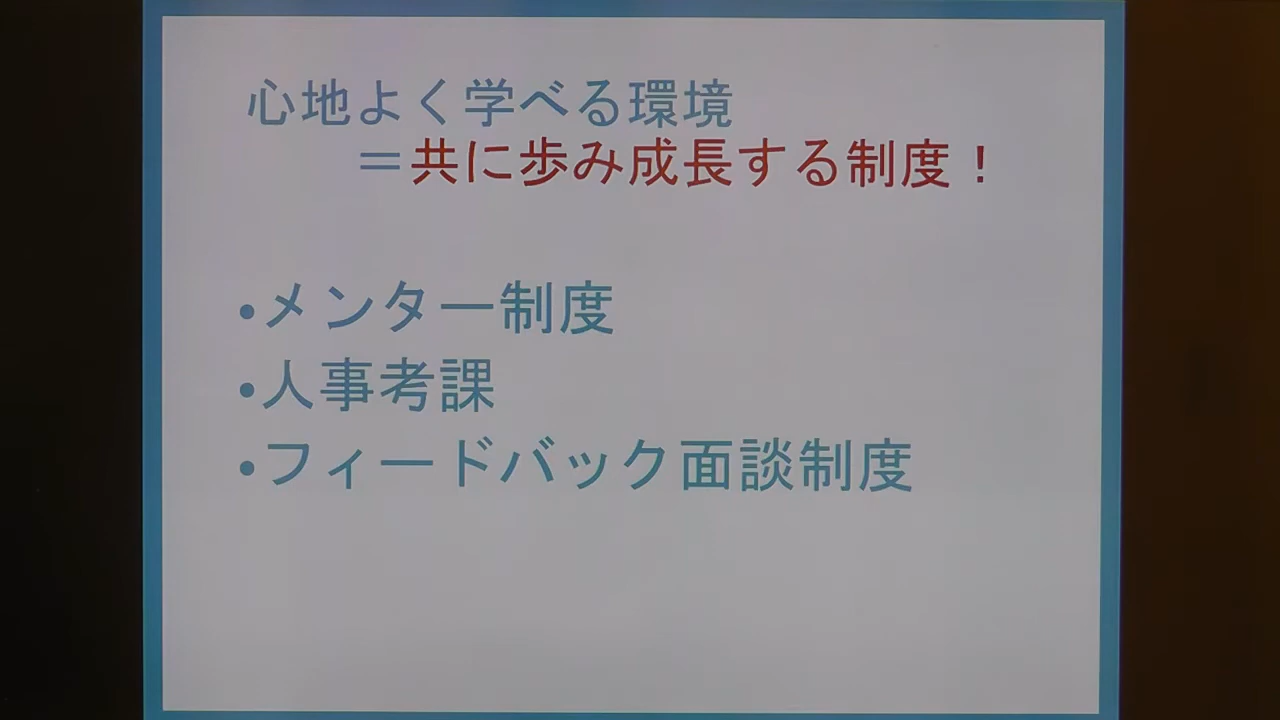 心地よく学べる環境
＝共に歩み成長する制度！
•メンター制度
•人事考課
•フィードバック面談制度